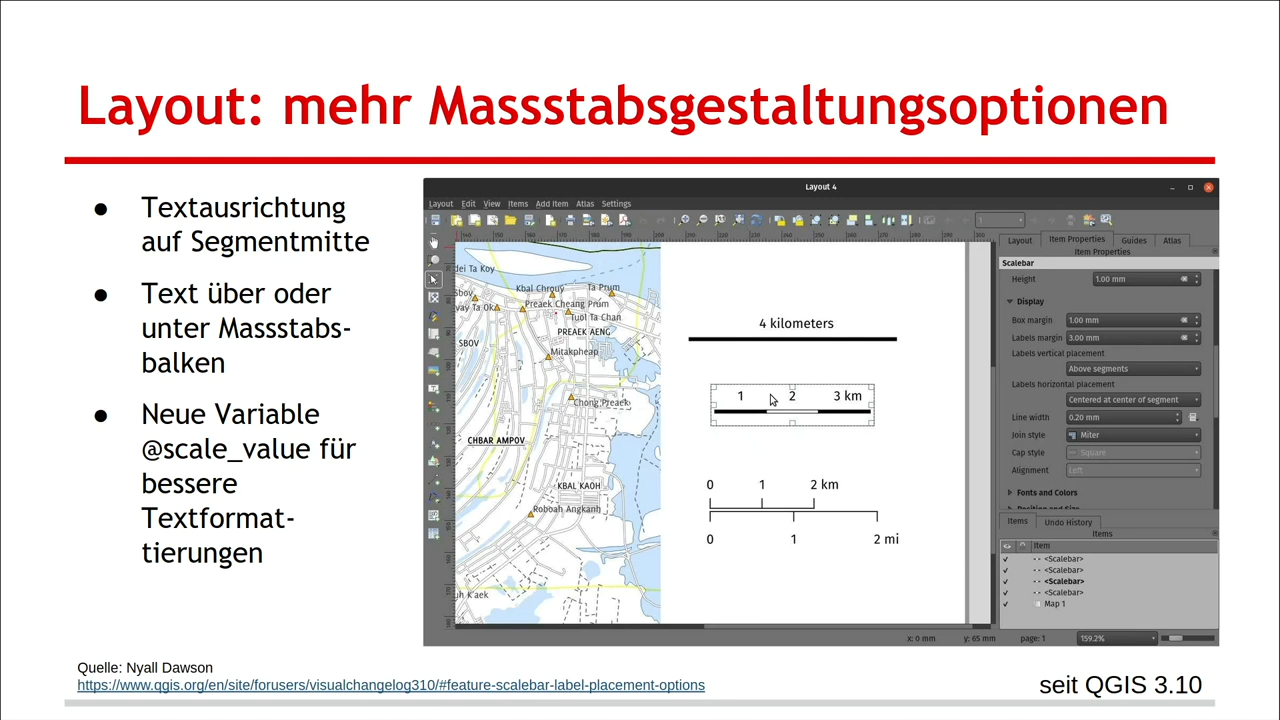 Layout: mehr Massstabsgestaltungsoptionen
● Textausrichtung
auf Segmentmitte
● Text über oder
unter Massstabs-
balken
● Neue Variable
@scale_value für
bessere
Textformat-
tierungen
Layout 4
Layout Edit View Items Add Item Atlas Settings
Kbal Chrouy
Ta Prum
Preaek Cheang Prum
Tuol Ta Chan
PREAEK AENG
SBOV
Mitakpheap
Chong Preaek
CHBAR AMPOV
KBAL KAOH
Roboah Angkanh
4 kilometers
1 2 3 km
0 1 2 km
0 1 2 mi
Layout Item Properties Guides Atlas
Item Properties
Scalebar
Height 1.00 mm
Display
Box margin 1.00 mm
Labels margin 3.00 mm
Labels vertical placement
Above segments
Labels horizontal placement
Centered at center of segment
Line width 0.20 mm
Join style Miter
Cap style Square
Alignment Left
Fonts and Colors
Items Undo History
Items
Item
<Scalebar>
<Scalebar>
<Scalebar>
<Scalebar>
Map 1
x: 0 mm y: 65 mm page: 1 159.2%
Quelle: Nyall Dawson
https://www.qgis.org/en/site/forusers/visualchangelog310/#feature-scalebar-label-placement-options
seit QGIS 3.10